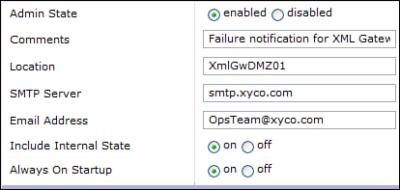 Admin State enabled disabled
Comments Failure notification for XML Gatew
Location XmlGwDMZ01
SMTP Server smtp.xyco.com
Email Address OpsTeam@xyco.com
Include Internal State on off
Always On Startup on off